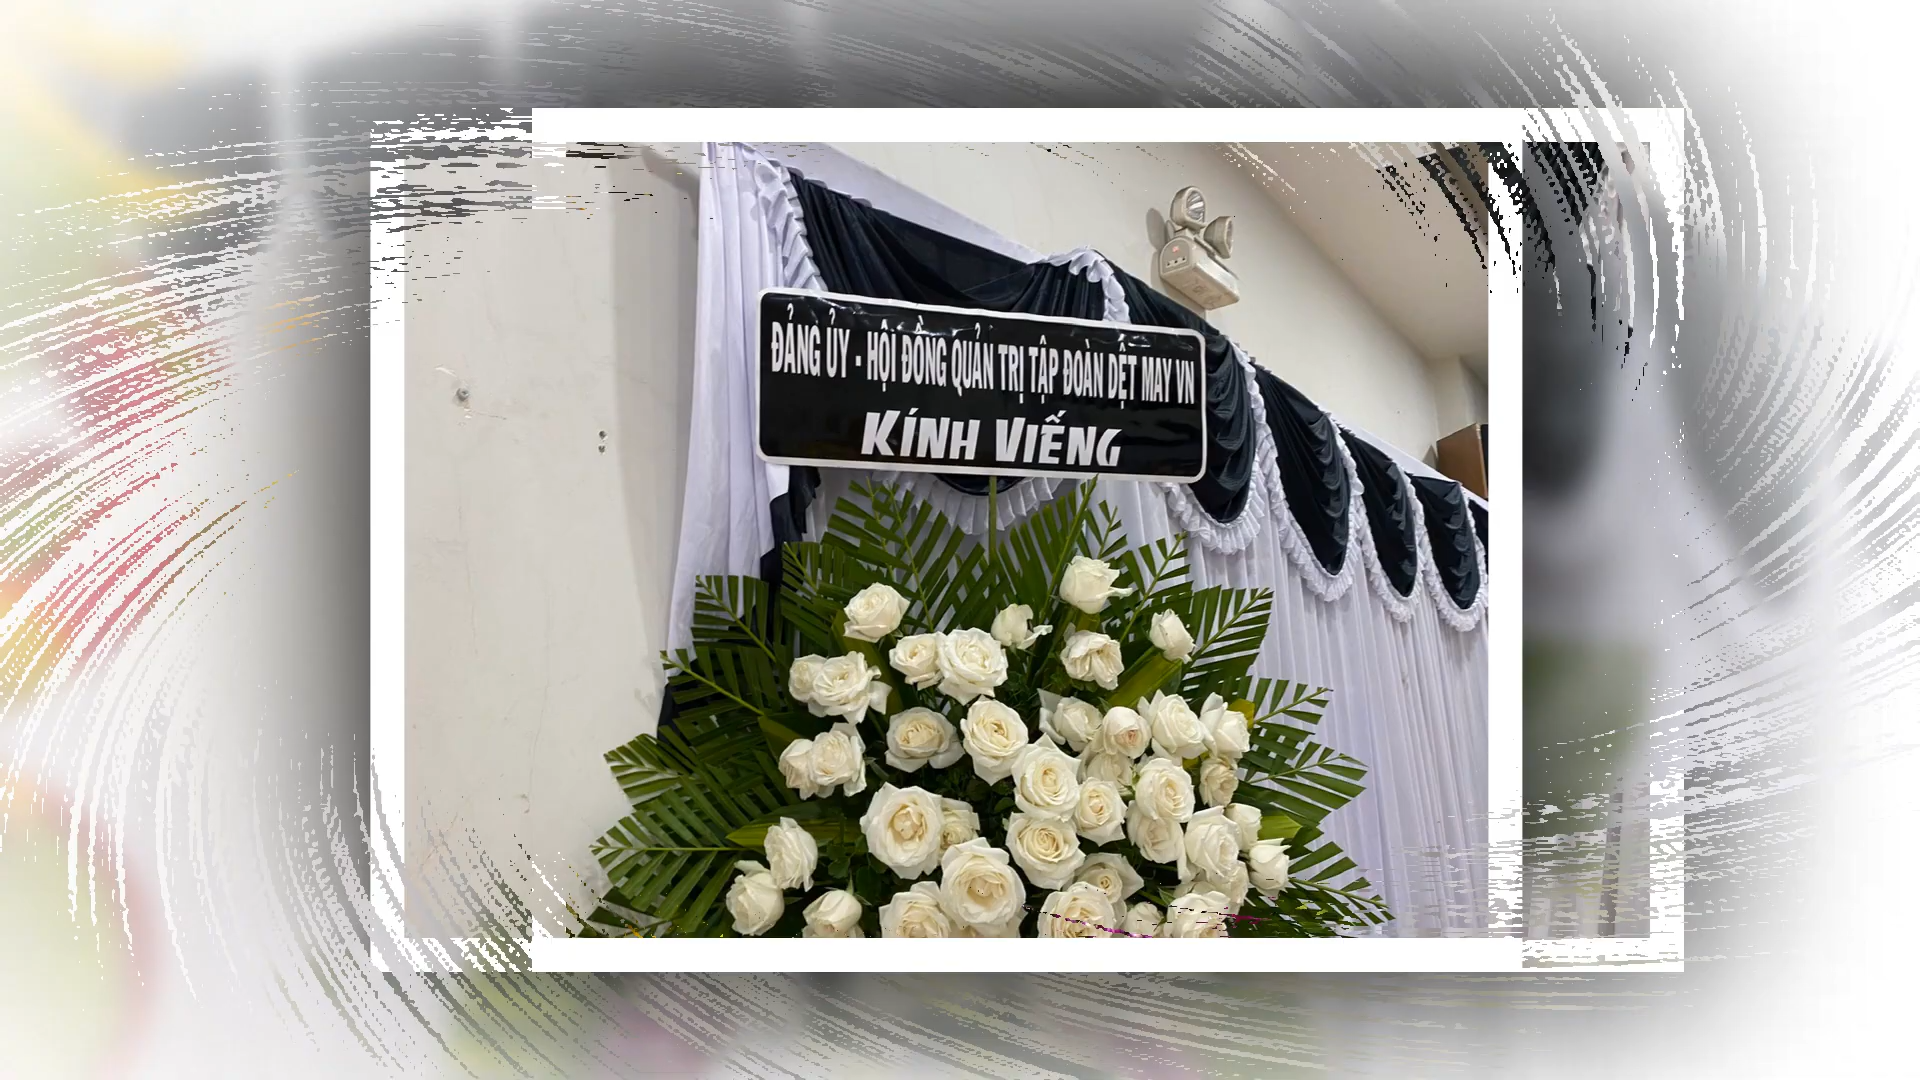 ĐẢNG ỦY - HỘI ĐỒNG QUẢN TRỊ TẬP ĐOÀN DỆT MAY VN
KÍNH VIẾNG